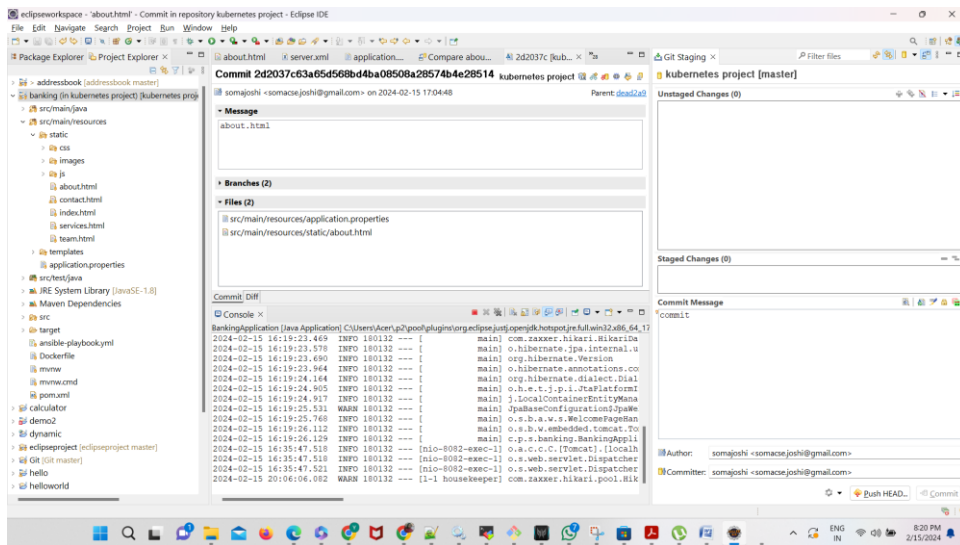 eclipseworkspace - 'about.html' - Commit in repository kubernetes project - Eclipse IDE
File Edit Navigate Search Project Run Window Help
Package Explorer Project Explorer
> addressbook [addressbook master]
banking (in kubernetes project) [kubernetes proj
src/main/java
src/main/resources
static
css
images
js
about.html
contact.html
index.html
services.html
team.html
templates
application.properties
src/test/java
JRE System Library [JavaSE-1.8]
Maven Dependencies
src
target
ansible-playbook.yml
Dockerfile
mvnw
mvnw.cmd
pom.xml
calculator
demo2
dynamic
eclipseproject [eclipseproject master]
Git [Git master]
hello
helloworld
about.html server.xml application.... Compare abou... 2d2037c [kub...
Commit 2d2037c63a65d568bd4ba08508a28574b4e28514 kubernetes project
somajoshi <somacse.joshi@gmail.com> on 2024-02-15 17:04:48 Parent: dead2a9
Message
about.html
Branches (2)
Files (2)
src/main/resources/application.properties
src/main/resources/static/about.html
Commit Diff
Console
BankingApplication [Java Application] C:\Users\Acer\.p2\pool\plugins\org.eclipse.justj.openjdk.hotspot.jre.full.win32.x86_64_17
2024-02-15 16:19:23.469 INFO 180132 --- [ main] com.zaxxer.hikari.HikariDa
2024-02-15 16:19:23.578 INFO 180132 --- [ main] o.hibernate.jpa.internal.u
2024-02-15 16:19:23.690 INFO 180132 --- [ main] org.hibernate.Version
2024-02-15 16:19:23.964 INFO 180132 --- [ main] o.hibernate.annotations.co
2024-02-15 16:19:24.164 INFO 180132 --- [ main] org.hibernate.dialect.Dial
2024-02-15 16:19:24.905 INFO 180132 --- [ main] o.h.e.t.j.p.i.JtaPlatformI
2024-02-15 16:19:24.917 INFO 180132 --- [ main] j.LocalContainerEntityMana
2024-02-15 16:19:25.531 WARN 180132 --- [ main] JpaBaseConfiguration$JpaWe
2024-02-15 16:19:25.768 INFO 180132 --- [ main] o.s.b.a.w.s.WelcomePageHan
2024-02-15 16:19:26.112 INFO 180132 --- [ main] o.s.b.w.embedded.tomcat.To
2024-02-15 16:19:26.129 INFO 180132 --- [ main] c.p.s.banking.BankingAppli
2024-02-15 16:35:47.518 INFO 180132 --- [nio-8082-exec-1] o.a.c.c.C.[Tomcat].[localh
2024-02-15 16:35:47.518 INFO 180132 --- [nio-8082-exec-1] o.s.web.servlet.Dispatcher
2024-02-15 16:35:47.521 INFO 180132 --- [nio-8082-exec-1] o.s.web.servlet.Dispatcher
2024-02-15 20:06:06.082 WARN 180132 --- [1-1 housekeeper] com.zaxxer.hikari.pool.Hik
Git Staging Filter files
kubernetes project [master]
Unstaged Changes (0)
Staged Changes (0)
Commit Message
commit
Author: somajoshi <somacse.joshi@gmail.com>
Committer: somajoshi <somacse.joshi@gmail.com>
Push HEAD... Commit
ENG
IN
8:20 PM
2/15/2024